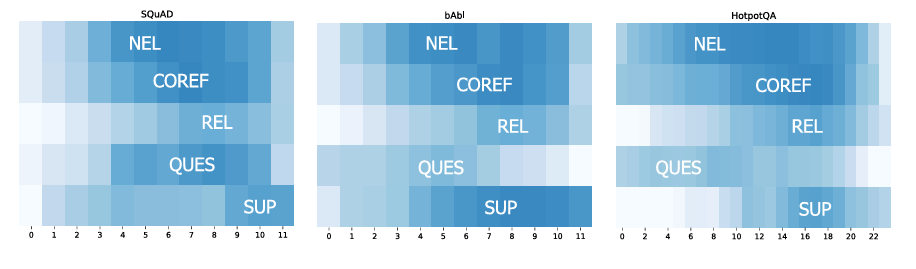 SQuAD
NEL
COREF
REL
QUES
SUP
0 1 2 3 4 5 6 7 8 9 10 11
bAbI
NEL
COREF
REL
QUES
SUP
0 1 2 3 4 5 6 7 8 9 10 11
HotpotQA
NEL
COREF
REL
QUES
SUP
0 2 4 6 8 10 12 14 16 18 20 22